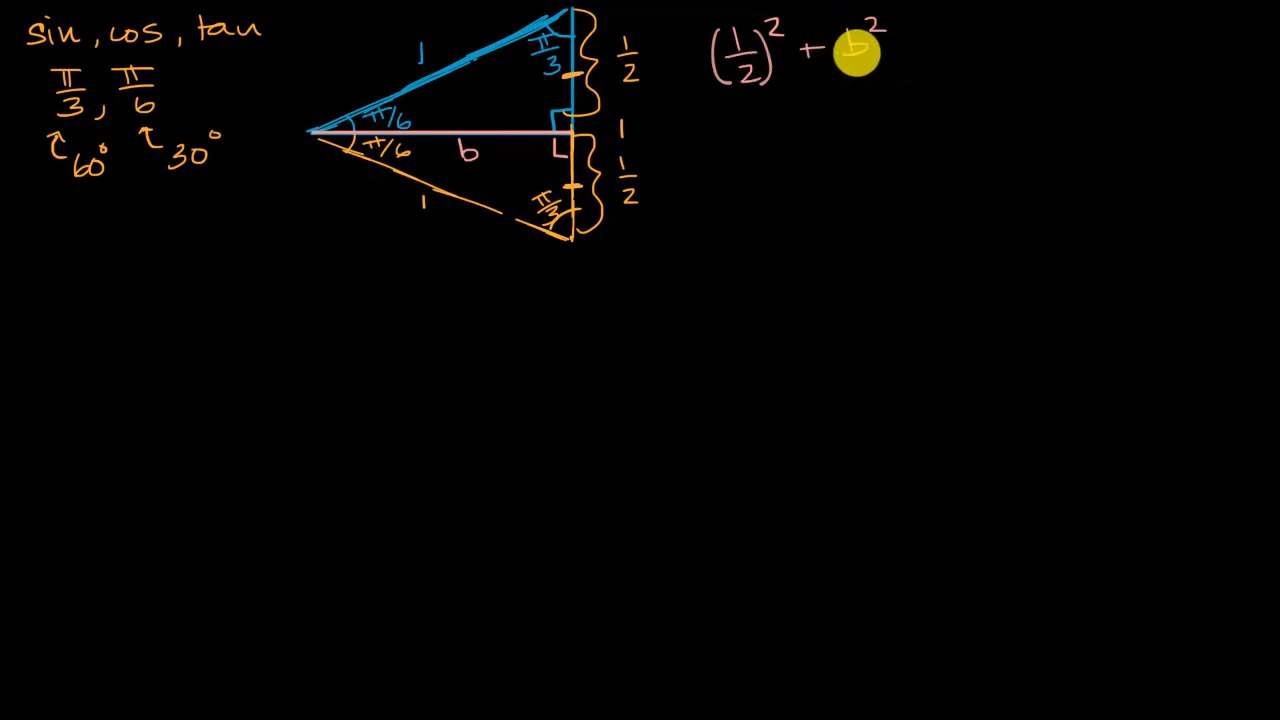 sin, cos, tan
π/3, π/6
60° 30°
1
π/3
1/2
π/6
π/6
b
1
1/2
π/3
1
(1/2)² + b²